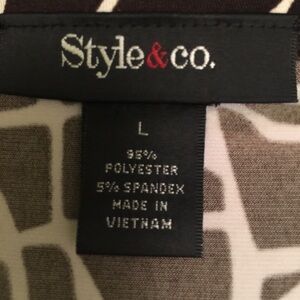 Style&co.
L
95%
POLYESTER
5% SPANDEX
MADE IN
VIETNAM